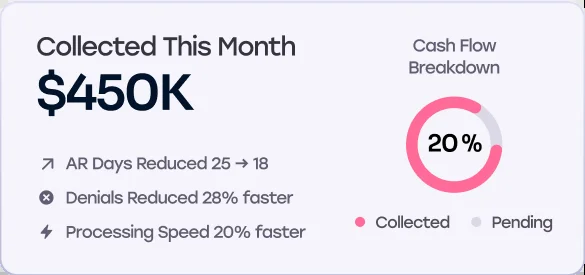 Collected This Month
$450K
AR Days Reduced 25 → 18
Denials Reduced 28% faster
Processing Speed 20% faster
Cash Flow
Breakdown
20%
Collected
Pending